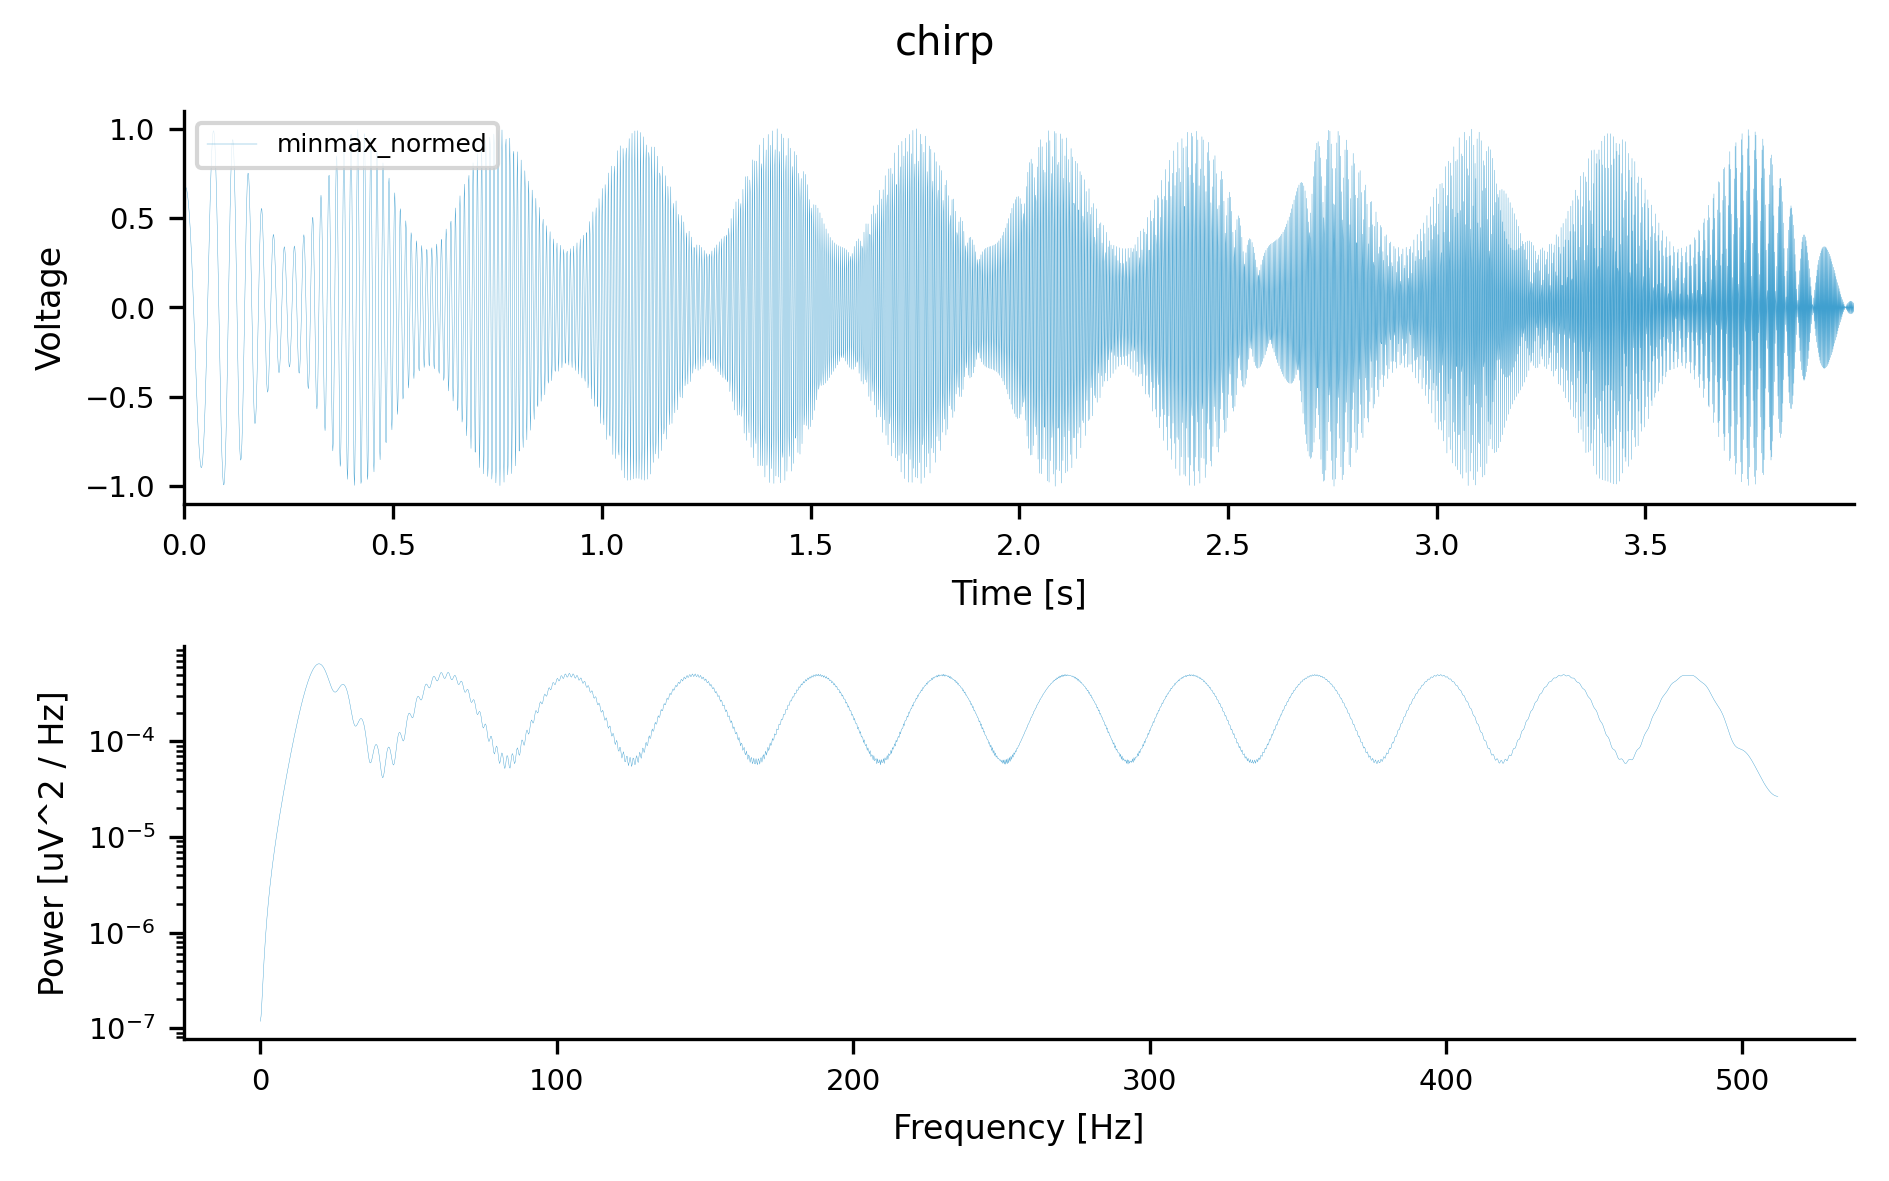 chirp
minmax_normed
Voltage
1.0
0.5
0.0
−0.5
−1.0
0.0 0.5 1.0 1.5 2.0 2.5 3.0 3.5
Time [s]
Power [uV^2 / Hz]
10⁻⁴
10⁻⁵
10⁻⁶
10⁻⁷
0 100 200 300 400 500
Frequency [Hz]